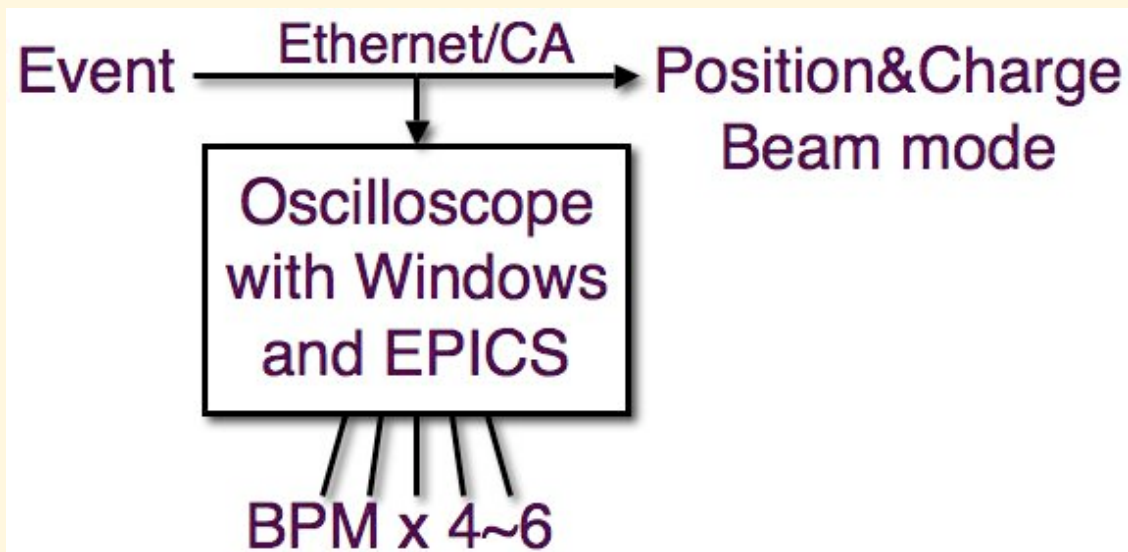 Event
Ethernet/CA
Position&Charge
Beam mode
Oscilloscope
with Windows
and EPICS
BPM x 4~6